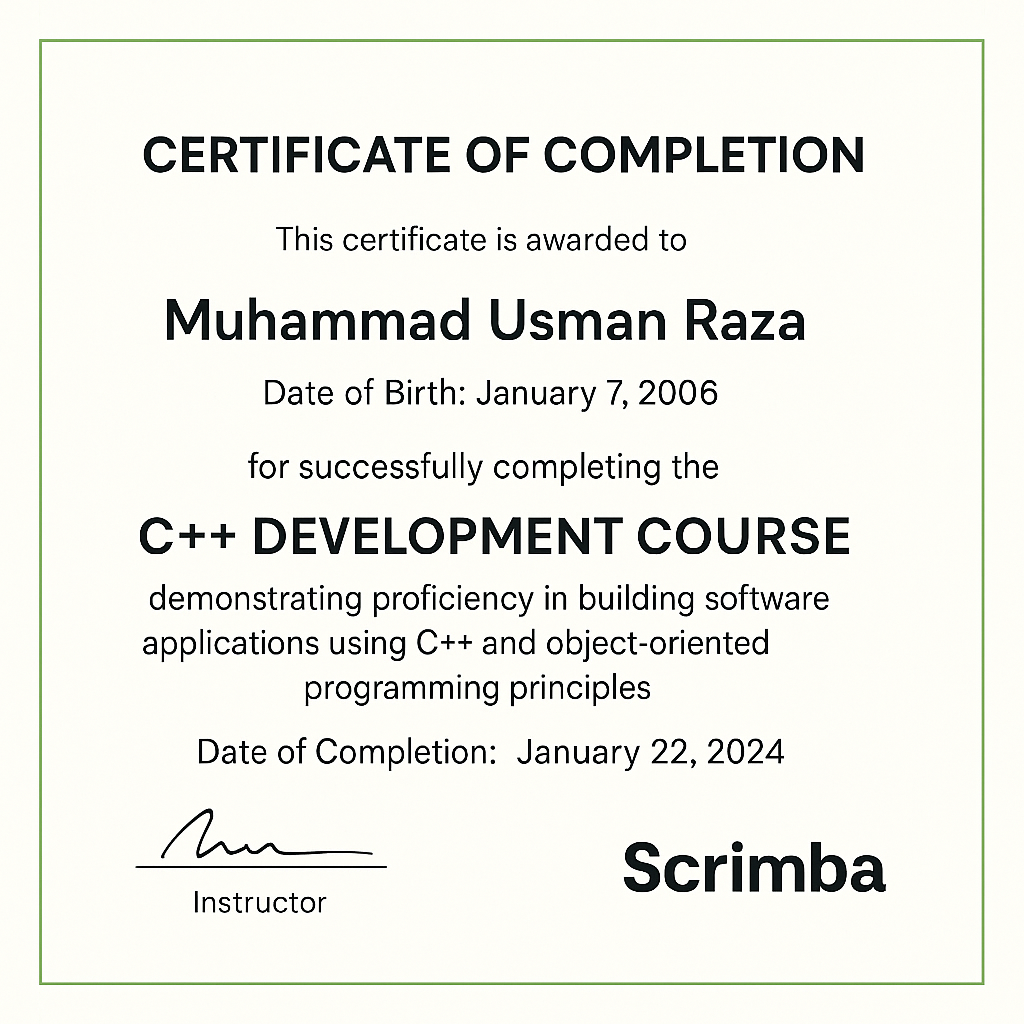 CERTIFICATE OF COMPLETION
This certificate is awarded to
Muhammad Usman Raza
Date of Birth: January 7, 2006
for successfully completing the
C++ DEVELOPMENT COURSE
demonstrating proficiency in building software
applications using C++ and object-oriented
programming principles
Date of Completion: January 22, 2024
Instructor
Scrimba